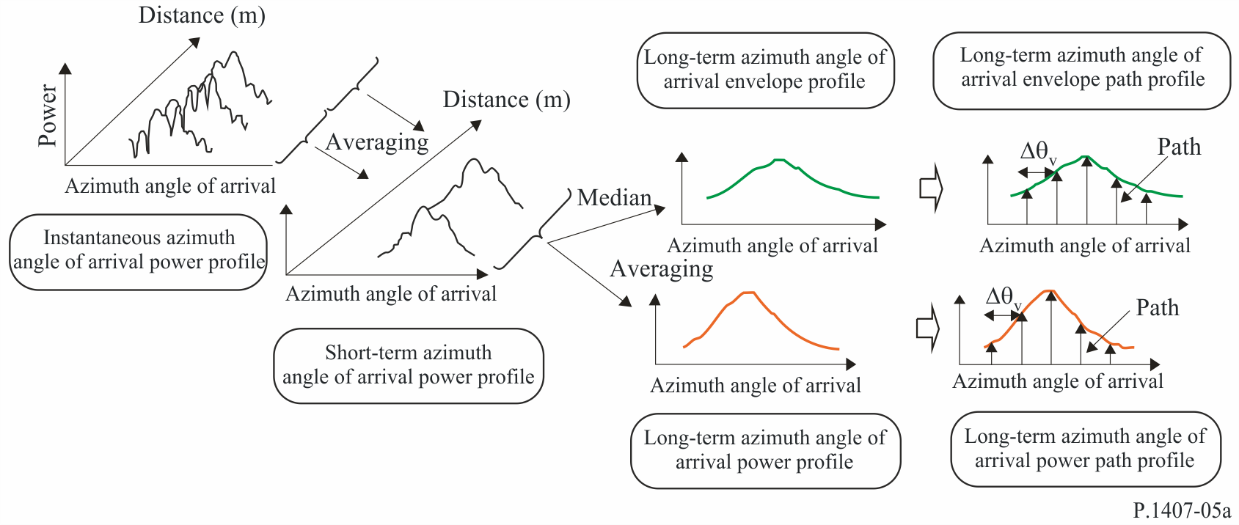 Distance (m)
Power
Azimuth angle of arrival
Instantaneous azimuth
angle of arrival power profile
Averaging
Distance (m)
Azimuth angle of arrival
Short-term azimuth
angle of arrival power profile
Median
Averaging
Long-term azimuth angle of
arrival envelope profile
Azimuth angle of arrival
Long-term azimuth angle of
arrival envelope path profile
Δθv
Path
Azimuth angle of arrival
Azimuth angle of arrival
Long-term azimuth angle of
arrival power profile
Δθv
Path
Azimuth angle of arrival
Long-term azimuth angle of
arrival power path profile
P.1407-05a